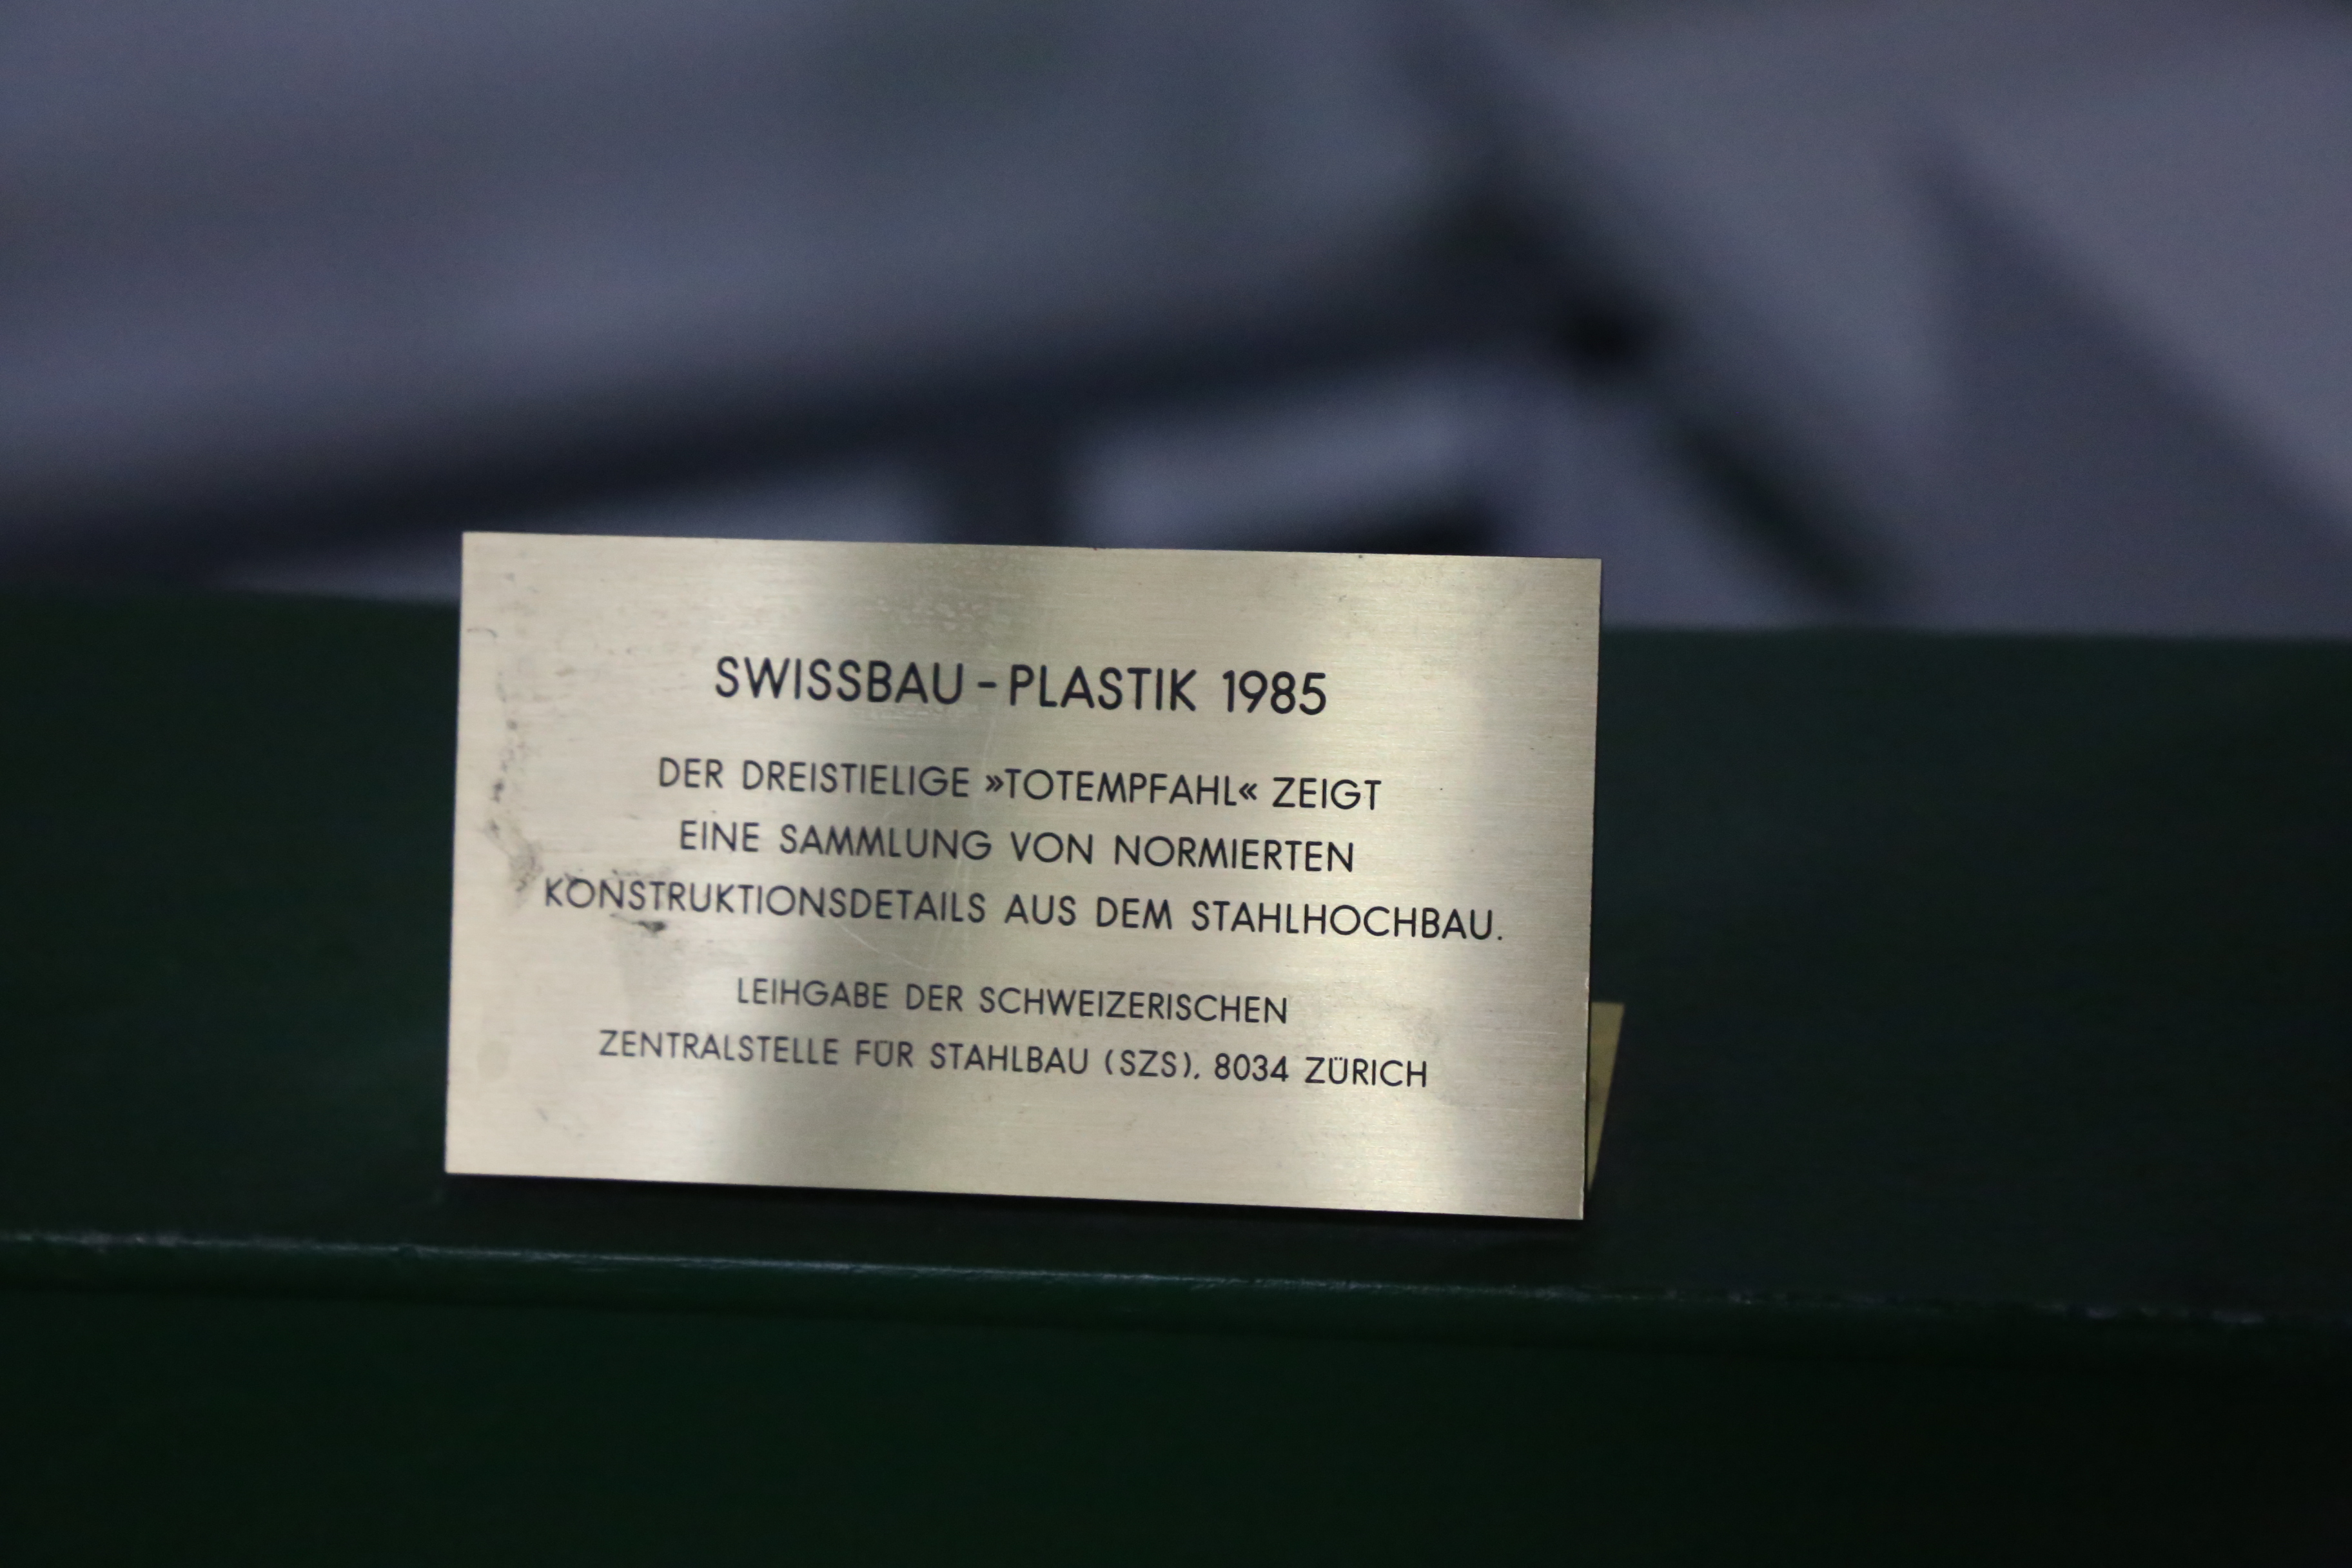 SWISSBAU - PLASTIK 1985
DER DREISTIELIGE »TOTEMPFAHL« ZEIGT
EINE SAMMLUNG VON NORMIERTEN
KONSTRUKTIONSDETAILS AUS DEM STAHLHOCHBAU.
LEIHGABE DER SCHWEIZERISCHEN
ZENTRALSTELLE FÜR STAHLBAU (SZS), 8034 ZÜRICH